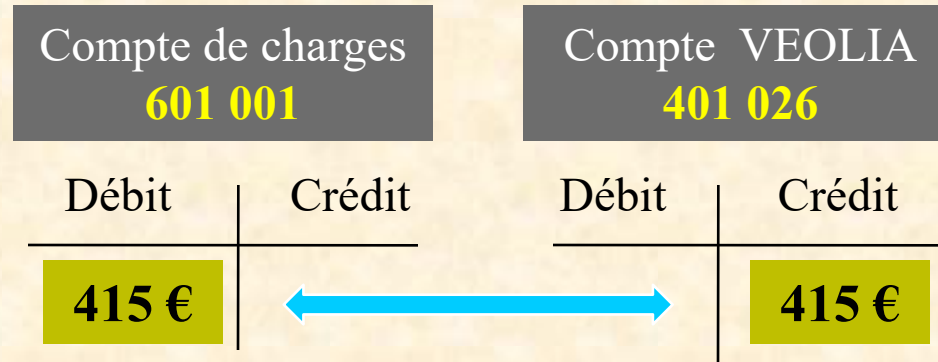 Compte de charges
601 001
Compte VEOLIA
401 026
Débit Crédit
415 €
Débit Crédit
415 €